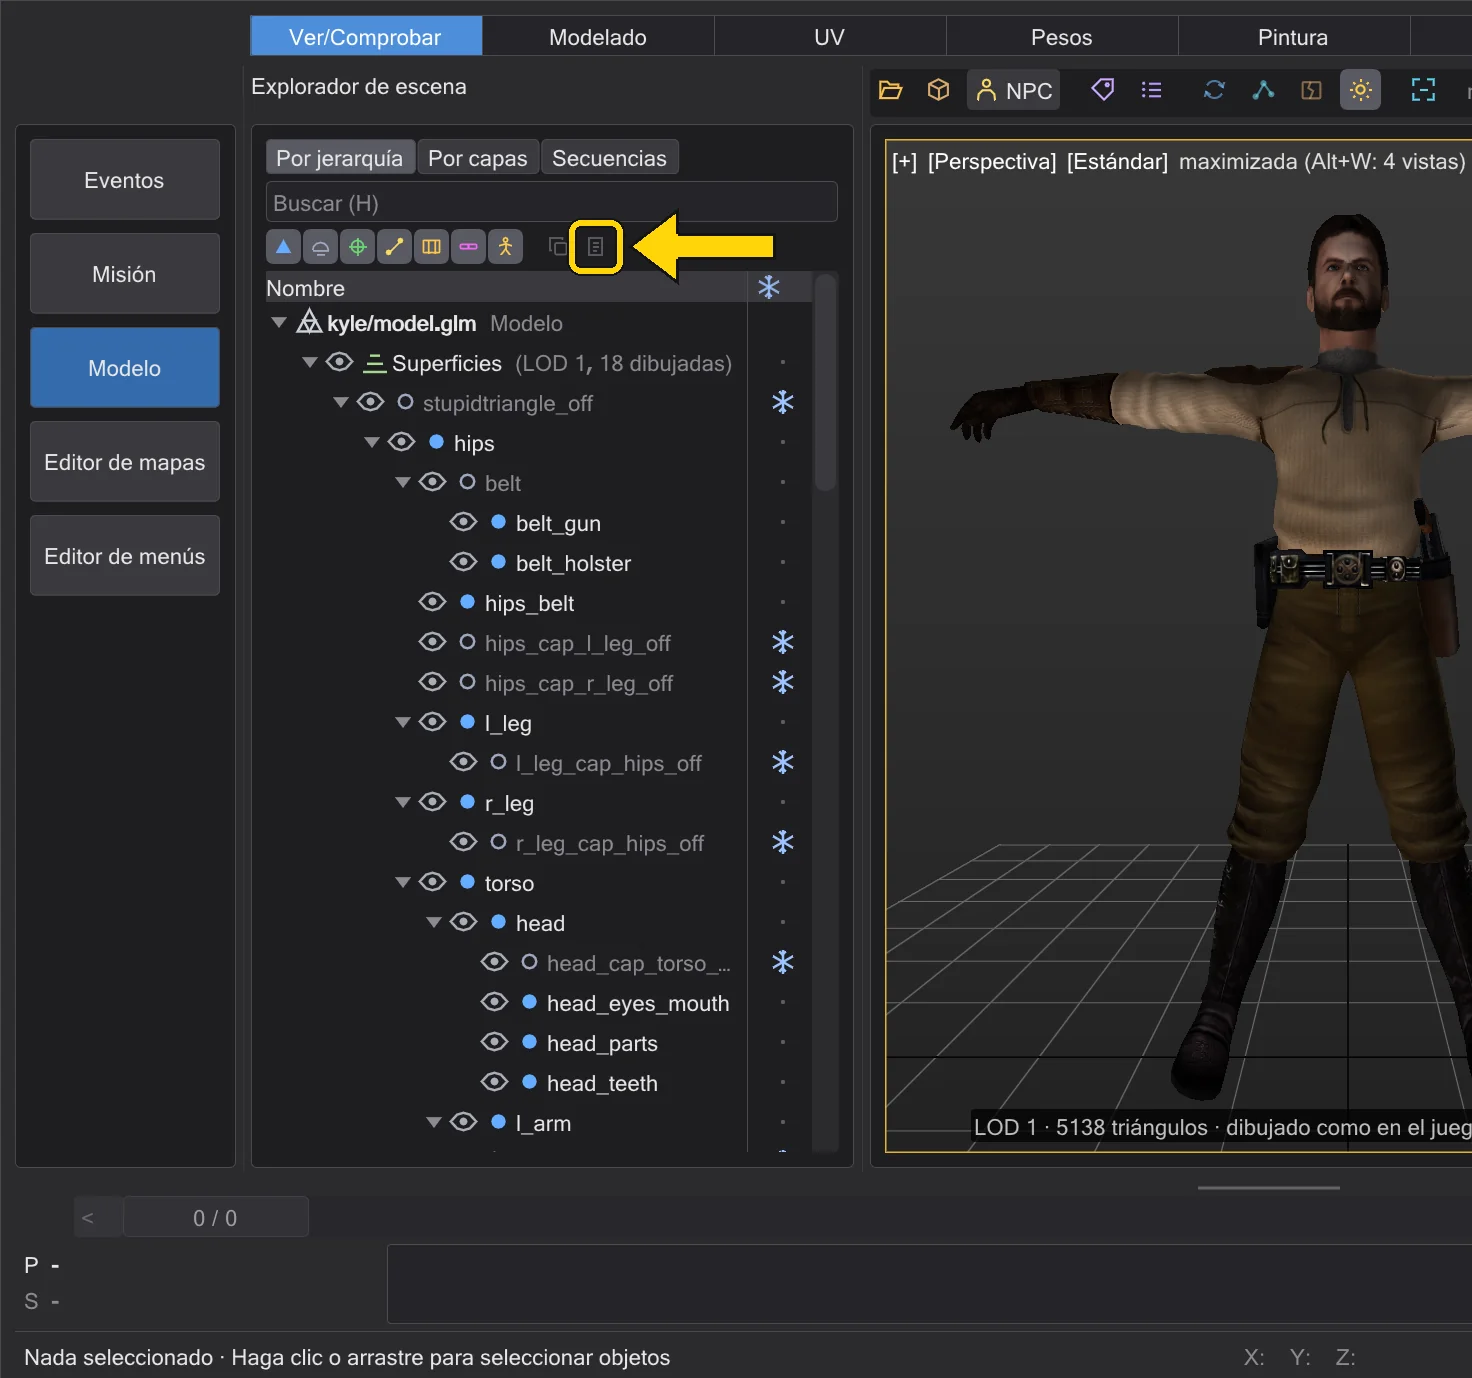 Ver/Comprobar
Modelado
UV
Pesos
Pintura
Explorador de escena
NPC
Eventos
Misión
Modelo
Editor de mapas
Editor de menús
Por jerarquía
Por capas
Secuencias
Buscar (H)
Nombre
kyle/model.glm Modelo
Superficies (LOD 1, 18 dibujadas)
stupidtriangle_off
hips
belt
belt_gun
belt_holster
hips_belt
hips_cap_l_leg_off
hips_cap_r_leg_off
l_leg
l_leg_cap_hips_off
r_leg
r_leg_cap_hips_off
torso
head
head_cap_torso_...
head_eyes_mouth
head_parts
head_teeth
l_arm
[+] [Perspectiva] [Estándar] maximizada (Alt+W: 4 vistas)
LOD 1 · 5138 triángulos · dibujado como en el jueg
< 0 / 0
P -
S -
Nada seleccionado · Haga clic o arrastre para seleccionar objetos
X: Y: Z: